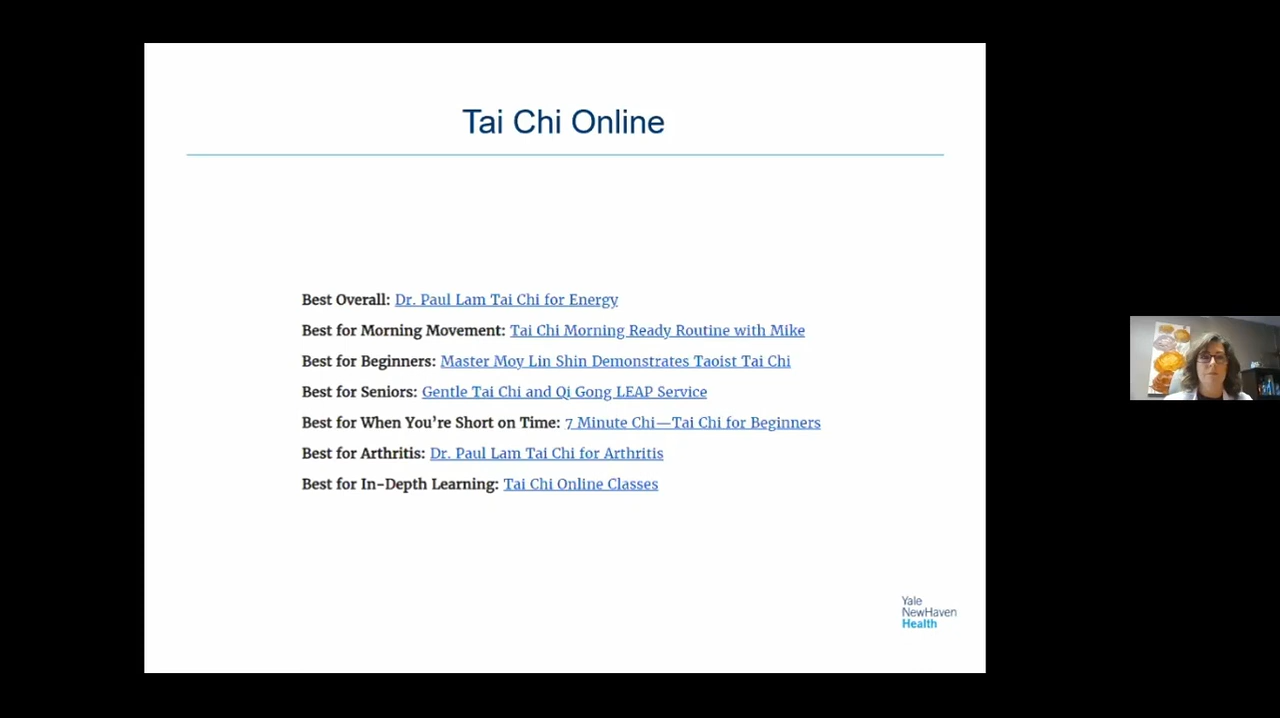 Tai Chi Online
Best Overall: Dr. Paul Lam Tai Chi for Energy
Best for Morning Movement: Tai Chi Morning Ready Routine with Mike
Best for Beginners: Master Moy Lin Shin Demonstrates Taoist Tai Chi
Best for Seniors: Gentle Tai Chi and Qi Gong LEAP Service
Best for When You're Short on Time: 7 Minute Chi—Tai Chi for Beginners
Best for Arthritis: Dr. Paul Lam Tai Chi for Arthritis
Best for In-Depth Learning: Tai Chi Online Classes
Yale
NewHaven
Health